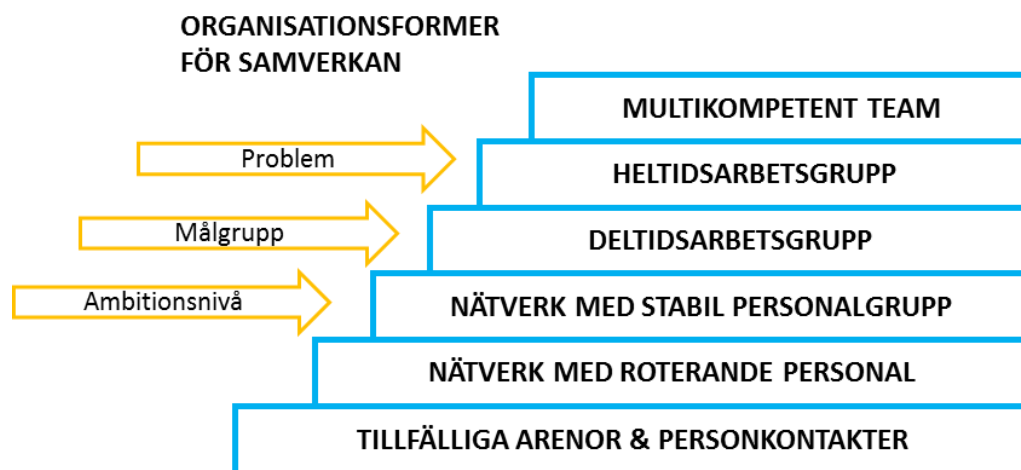 ORGANISATIONSFORMER
FÖR SAMVERKAN
MULTIKOMPETENT TEAM
Problem
HELTIDSARBETSGRUPP
Målgrupp
DELTIDSARBETSGRUPP
Ambitionsnivå
NÄTVERK MED STABIL PERSONALGRUPP
NÄTVERK MED ROTERANDE PERSONAL
TILLFÄLLIGA ARENOR & PERSONKONTAKTER